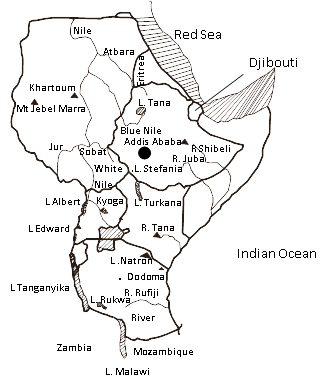 Nile
Red Sea
Atbara
Djibouti
Eritrea
Khartoum
L. Tana
Mt Jebel Marra
Blue Nile
Addis Ababa
Jur
Sobat
R Shibeli
R. Juba
White
Nile
L. Stefania
L Albert
Kyoga
L. Turkana
L Edward
R. Tana
Indian Ocean
L. Natron
Dodoma
L Tanganyika
R. Rufiji
L. Rukwa
River
Zambia
Mozambique
L. Malawi